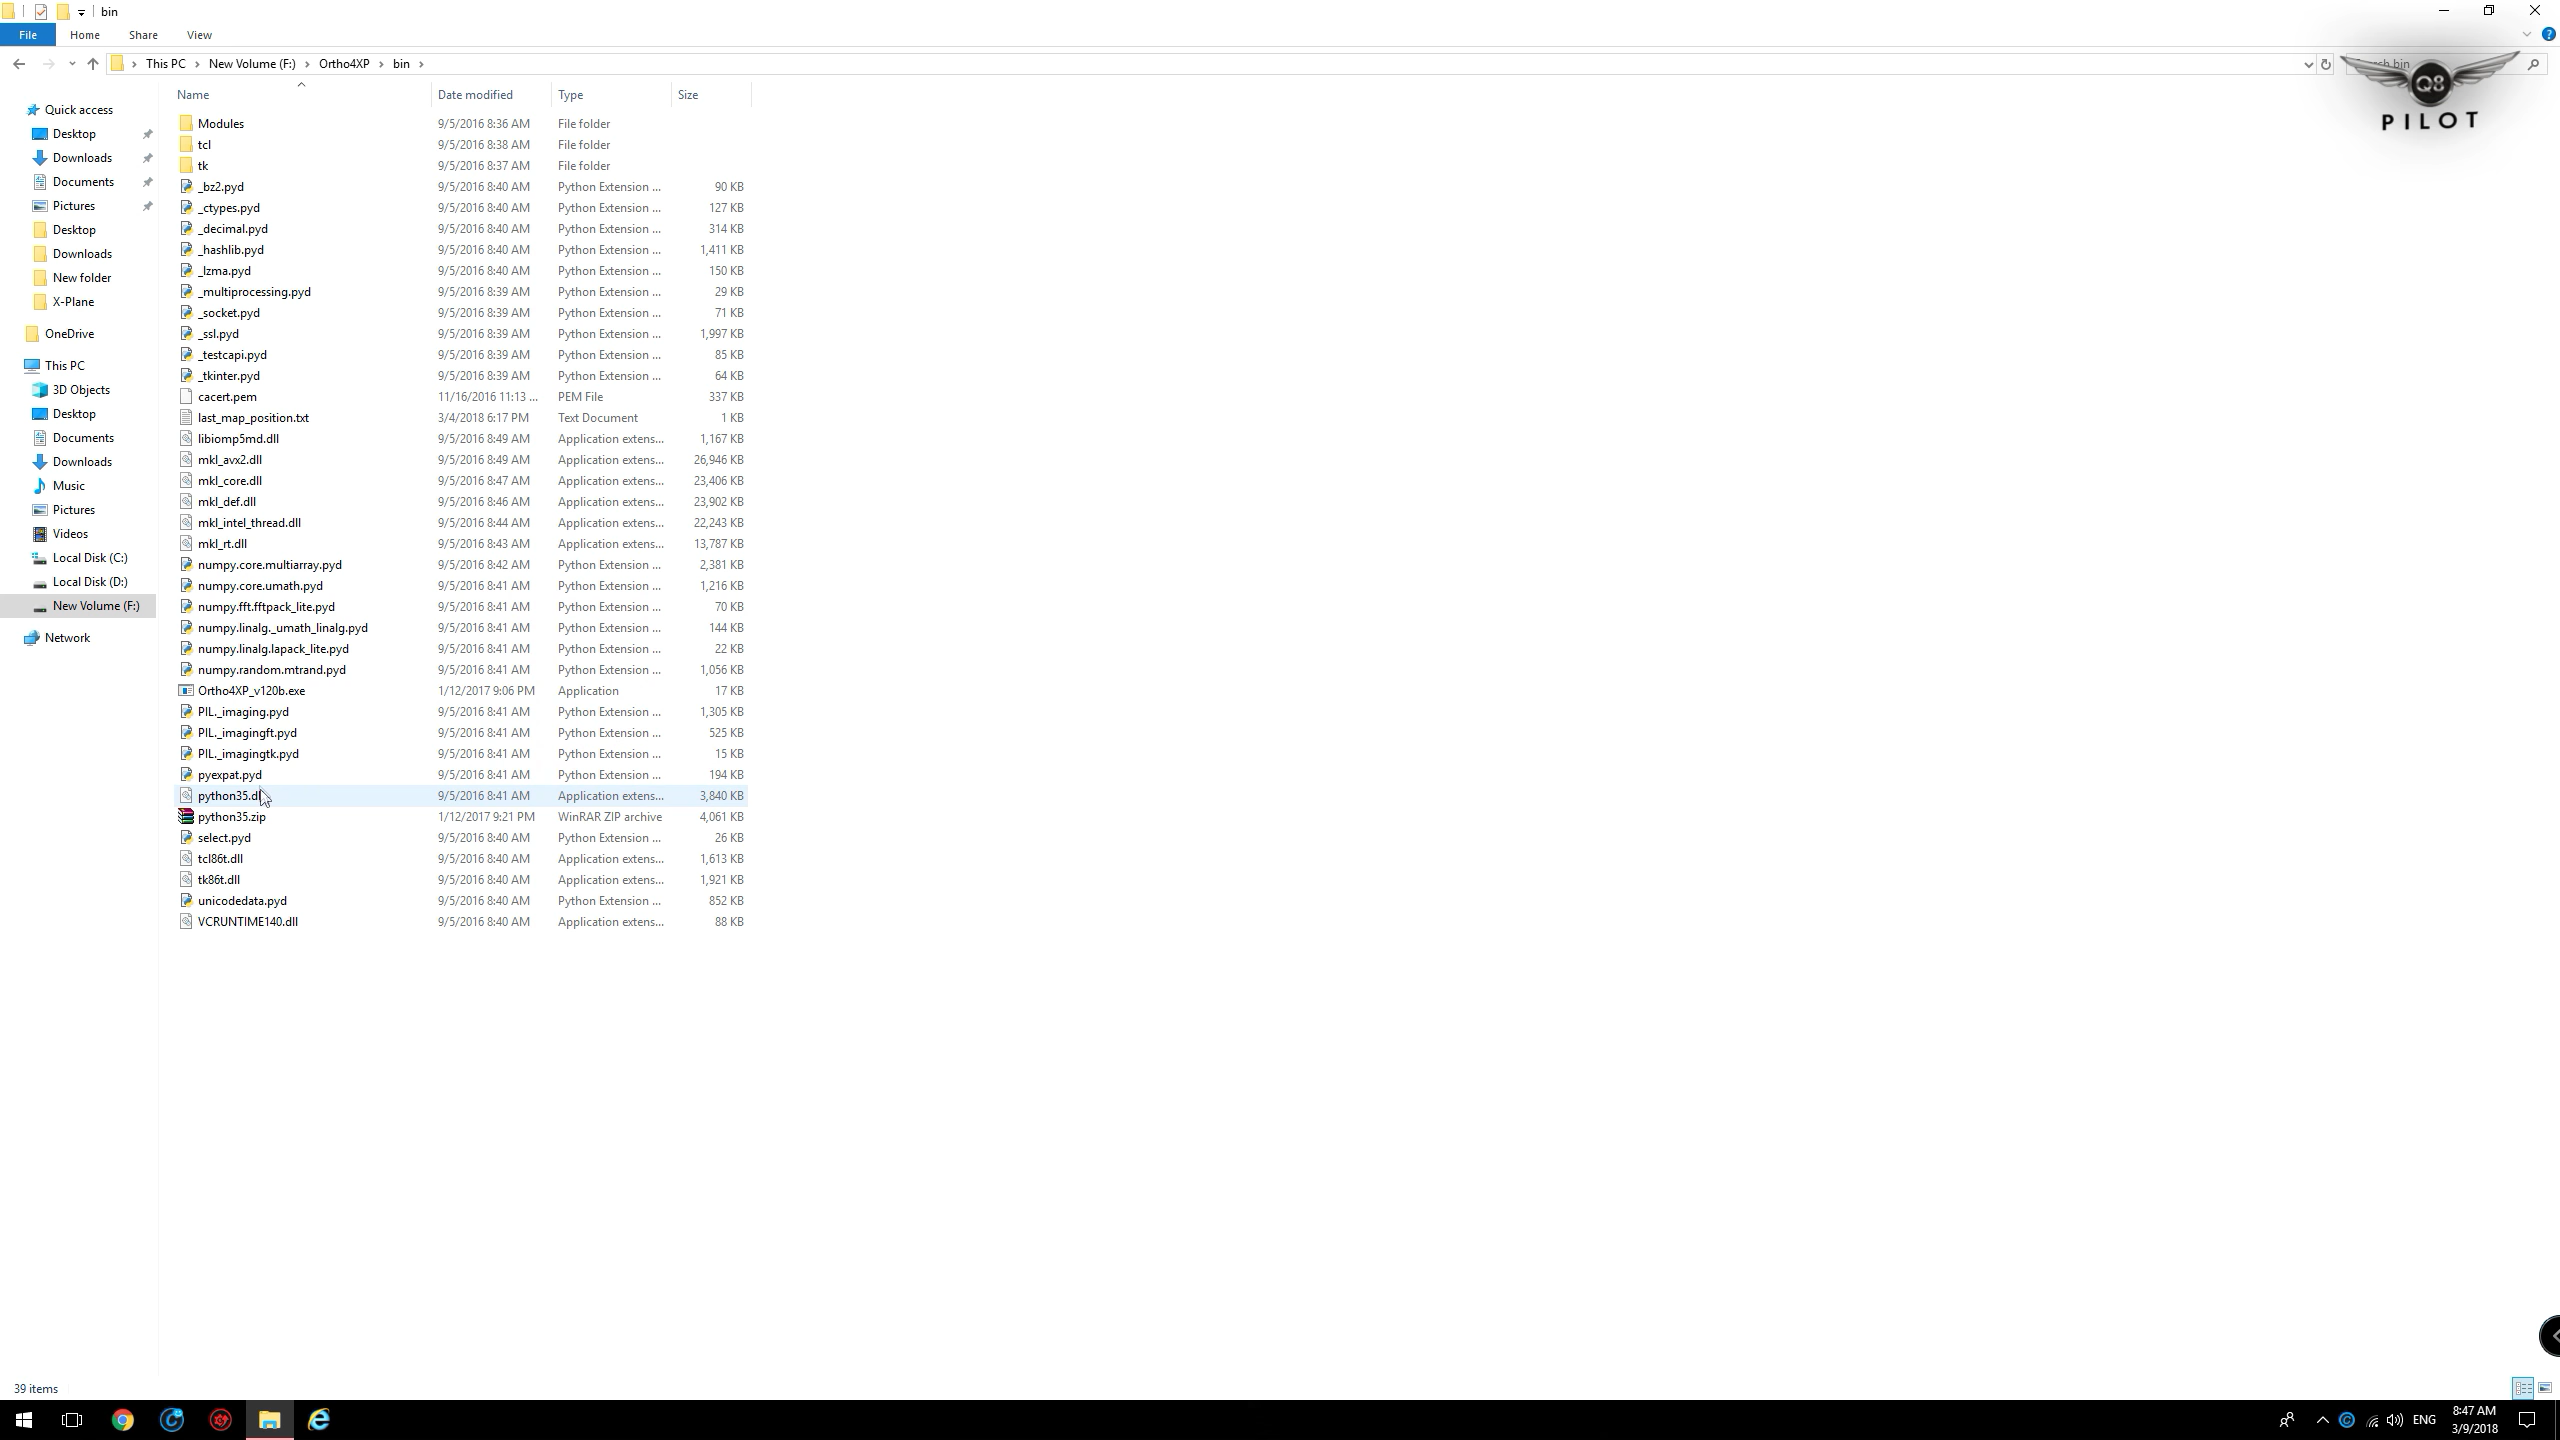 bin
File
Home
Share
View
This PC
New Volume (F:)
Ortho4XP
bin
bin
Q8
PILOT
Name
Date modified
Type
Size
Quick access
Desktop
Downloads
Documents
Pictures
Desktop
Downloads
New folder
X-Plane
OneDrive
This PC
3D Objects
Desktop
Documents
Downloads
Music
Pictures
Videos
Local Disk (C:)
Local Disk (D:)
New Volume (F:)
Network
Modules 9/5/2016 8:36 AM File folder
tcl 9/5/2016 8:38 AM File folder
tk 9/5/2016 8:37 AM File folder
_bz2.pyd 9/5/2016 8:40 AM Python Extension ... 90 KB
_ctypes.pyd 9/5/2016 8:40 AM Python Extension ... 127 KB
_decimal.pyd 9/5/2016 8:40 AM Python Extension ... 314 KB
_hashlib.pyd 9/5/2016 8:40 AM Python Extension ... 1,411 KB
_lzma.pyd 9/5/2016 8:40 AM Python Extension ... 150 KB
_multiprocessing.pyd 9/5/2016 8:39 AM Python Extension ... 29 KB
_socket.pyd 9/5/2016 8:39 AM Python Extension ... 71 KB
_ssl.pyd 9/5/2016 8:39 AM Python Extension ... 1,997 KB
_testcapi.pyd 9/5/2016 8:39 AM Python Extension ... 85 KB
_tkinter.pyd 9/5/2016 8:39 AM Python Extension ... 64 KB
cacert.pem 11/16/2016 11:13 ... PEM File 337 KB
last_map_position.txt 3/4/2018 6:17 PM Text Document 1 KB
libiomp5md.dll 9/5/2016 8:49 AM Application extens... 1,167 KB
mkl_avx2.dll 9/5/2016 8:49 AM Application extens... 26,946 KB
mkl_core.dll 9/5/2016 8:47 AM Application extens... 23,406 KB
mkl_def.dll 9/5/2016 8:46 AM Application extens... 23,902 KB
mkl_intel_thread.dll 9/5/2016 8:44 AM Application extens... 22,243 KB
mkl_rt.dll 9/5/2016 8:43 AM Application extens... 13,787 KB
numpy.core.multiarray.pyd 9/5/2016 8:42 AM Python Extension ... 2,381 KB
numpy.core.umath.pyd 9/5/2016 8:41 AM Python Extension ... 1,216 KB
numpy.fft.fftpack_lite.pyd 9/5/2016 8:41 AM Python Extension ... 70 KB
numpy.linalg._umath_linalg.pyd 9/5/2016 8:41 AM Python Extension ... 144 KB
numpy.linalg.lapack_lite.pyd 9/5/2016 8:41 AM Python Extension ... 22 KB
numpy.random.mtrand.pyd 9/5/2016 8:41 AM Python Extension ... 1,056 KB
Ortho4XP_v120b.exe 1/12/2017 9:06 PM Application 17 KB
PIL._imaging.pyd 9/5/2016 8:41 AM Python Extension ... 1,305 KB
PIL._imagingft.pyd 9/5/2016 8:41 AM Python Extension ... 525 KB
PIL._imagingtk.pyd 9/5/2016 8:41 AM Python Extension ... 15 KB
pyexpat.pyd 9/5/2016 8:41 AM Python Extension ... 194 KB
python35.dl 9/5/2016 8:41 AM Application extens... 3,840 KB
python35.zip 1/12/2017 9:21 PM WinRAR ZIP archive 4,061 KB
select.pyd 9/5/2016 8:40 AM Python Extension ... 26 KB
tcl86t.dll 9/5/2016 8:40 AM Application extens... 1,613 KB
tk86t.dll 9/5/2016 8:40 AM Application extens... 1,921 KB
unicodedata.pyd 9/5/2016 8:40 AM Python Extension ... 852 KB
VCRUNTIME140.dll 9/5/2016 8:40 AM Application extens... 88 KB
39 items
ENG
8:47 AM
3/9/2018